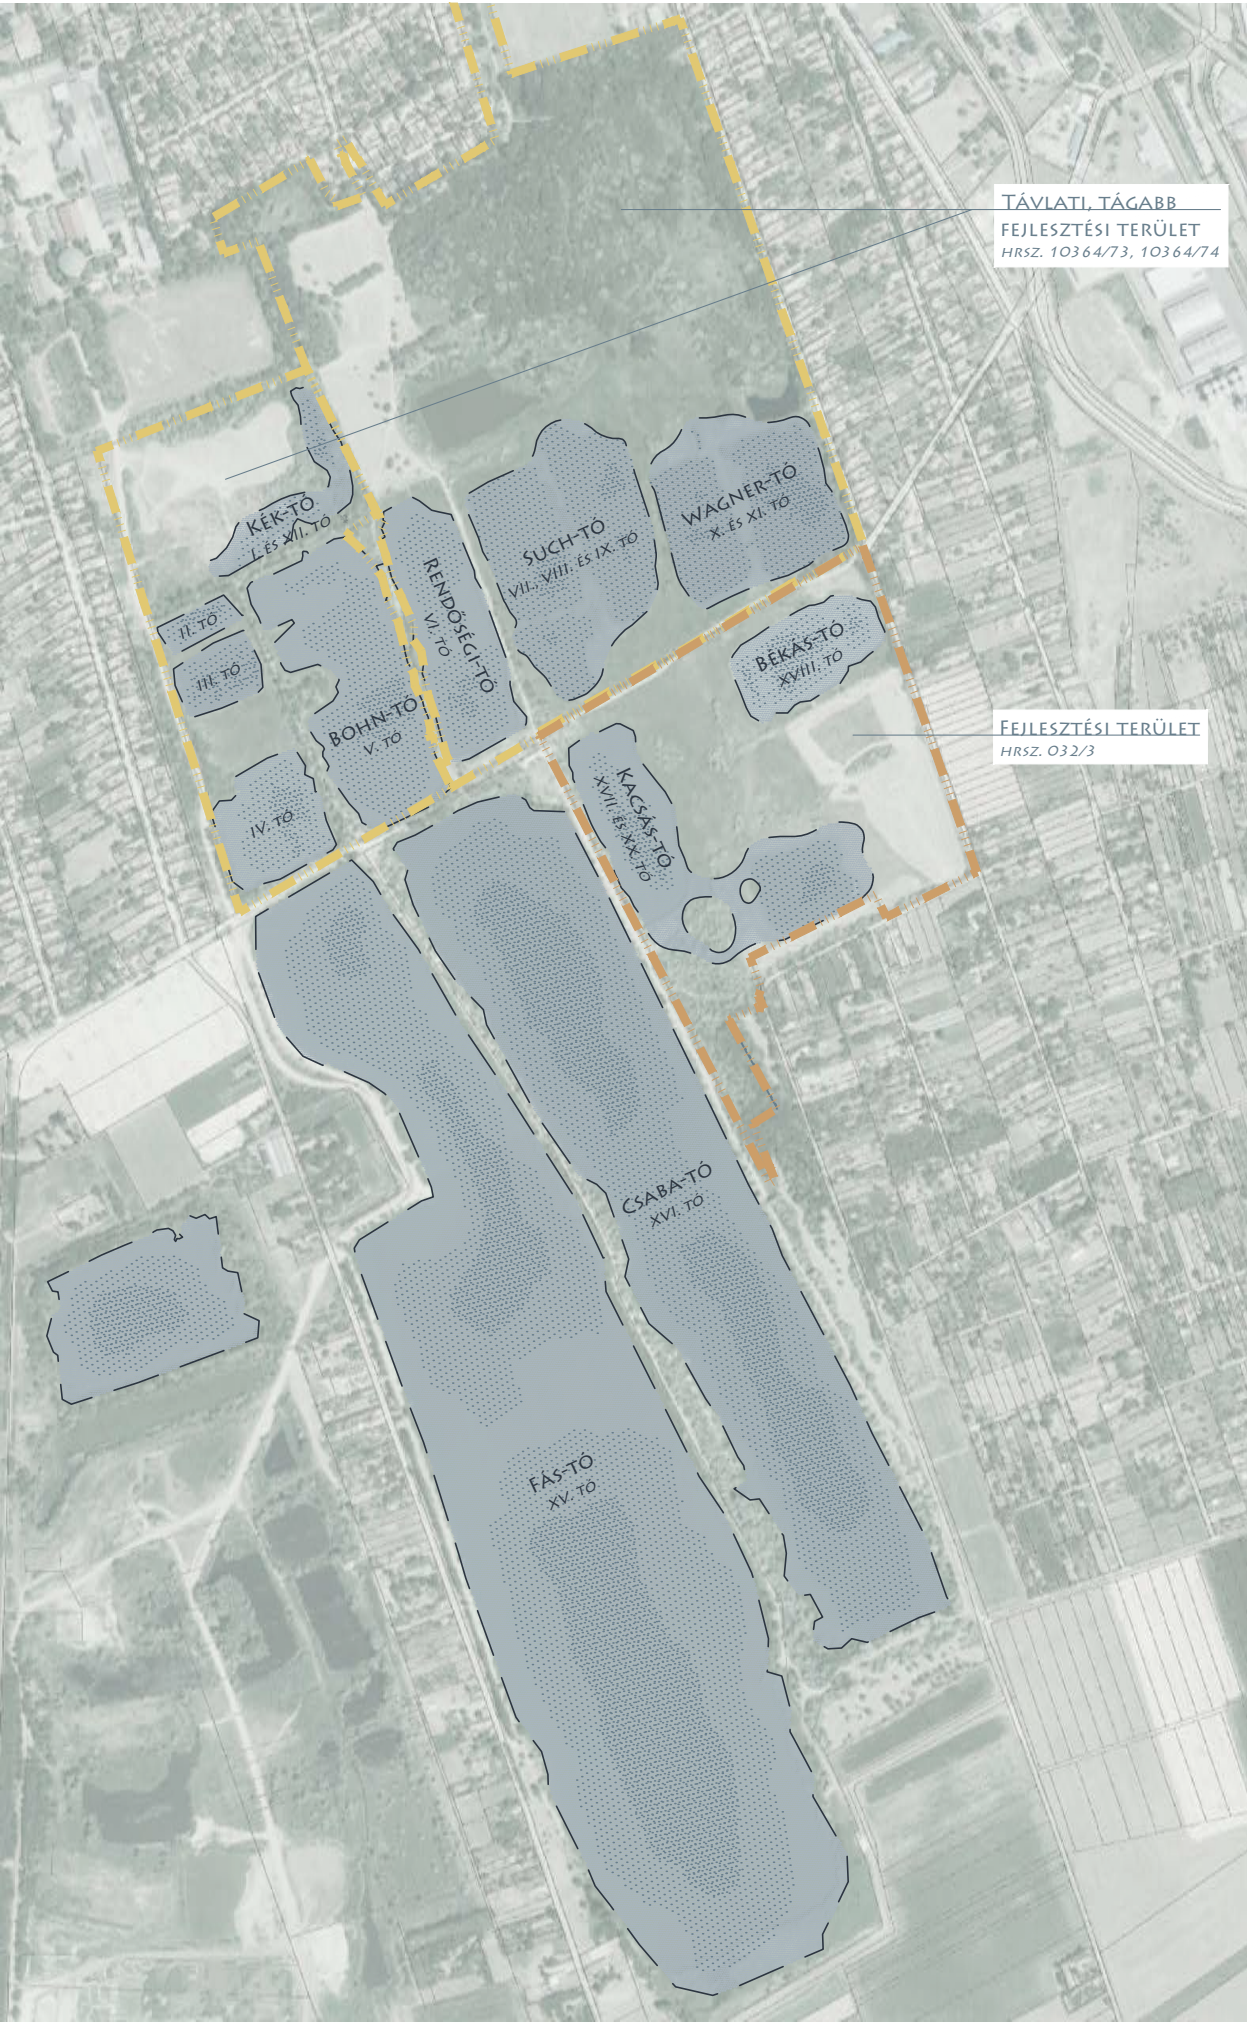 TÁVLATI, TÁGABB
FEJLESZTÉSI TERÜLET
HRSZ. 10364/73, 10364/74
KÉK-TÓ
I. ÉS XII. TÓ
RENDŐSÉGI-TÓ
VI. TÓ
SUCH-TÓ
VII., VIII. ÉS IX. TÓ
WAGNER-TÓ
X. ÉS XI. TÓ
II. TÓ
III. TÓ
BOHN-TÓ
V. TÓ
IV. TÓ
BÉKÁS-TÓ
XVIII. TÓ
FEJLESZTÉSI TERÜLET
HRSZ. 032/3
KACSÁS-TÓ
XVII. ÉS XX. TÓ
CSABA-TÓ
XVI. TÓ
FÁS-TÓ
XV. TÓ